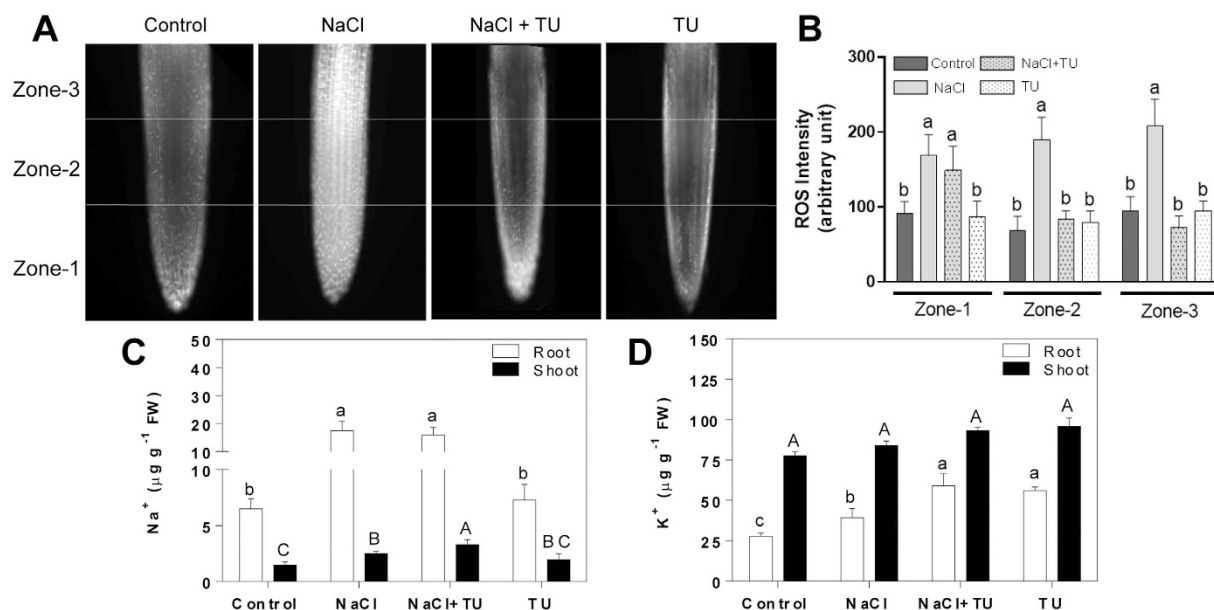 A
Control
NaCl
NaCl + TU
TU
Zone-3
Zone-2
Zone-1
B
ROS Intensity
(arbitrary unit)
300
200
100
0
Control
NaCl+TU
NaCl
TU
b a a b
b a b b
b a b b
Zone-1
Zone-2
Zone-3
C
Na+ (µg g-1 FW)
50
40
30
20
10
10
5
0
Root
Shoot
b C a B a A b BC
Control
NaCl
NaCl+TU
TU
D
K+ (µg g-1 FW)
150
125
100
75
50
25
0
Root
Shoot
c A b A a A a A
Control
NaCl
NaCl+TU
TU